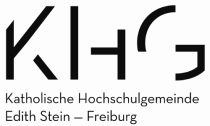 KHG
Katholische Hochschulgemeinde
Edith Stein – Freiburg